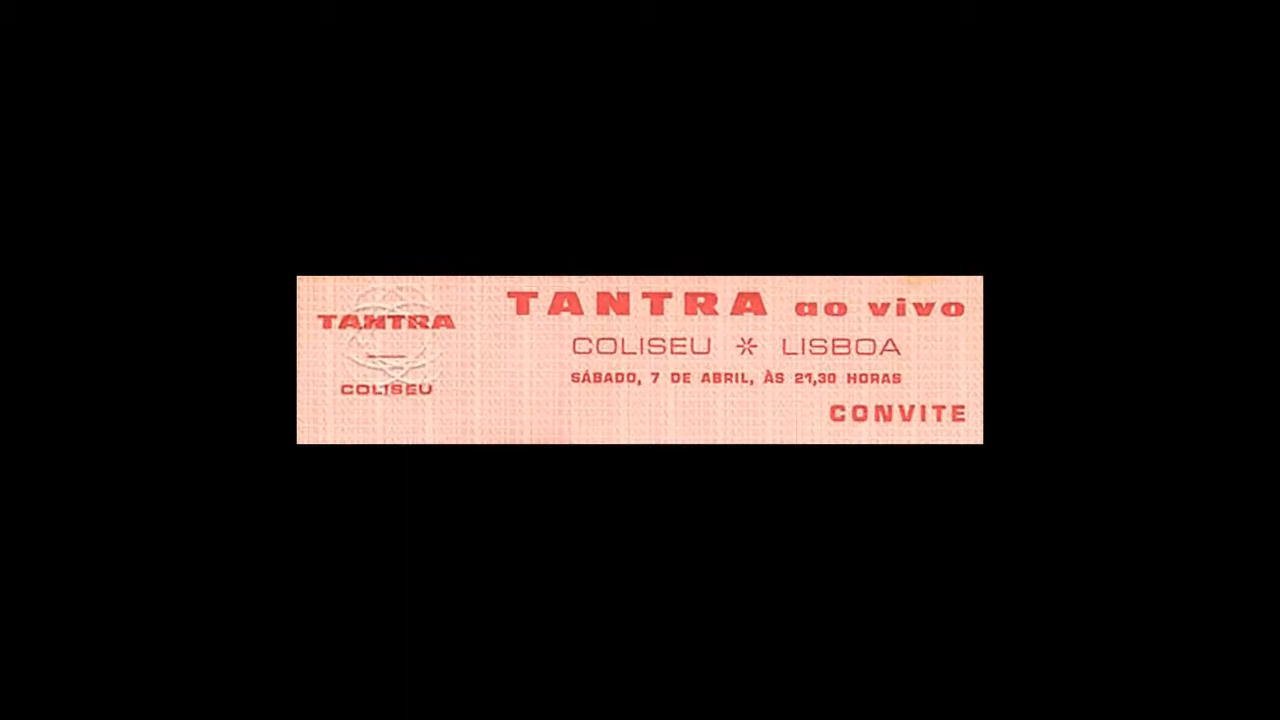 TANTRA
COLISEU
TANTRA ao vivo
COLISEU * LISBOA
SÁBADO, 7 DE ABRIL, ÀS 21,30 HORAS
CONVITE